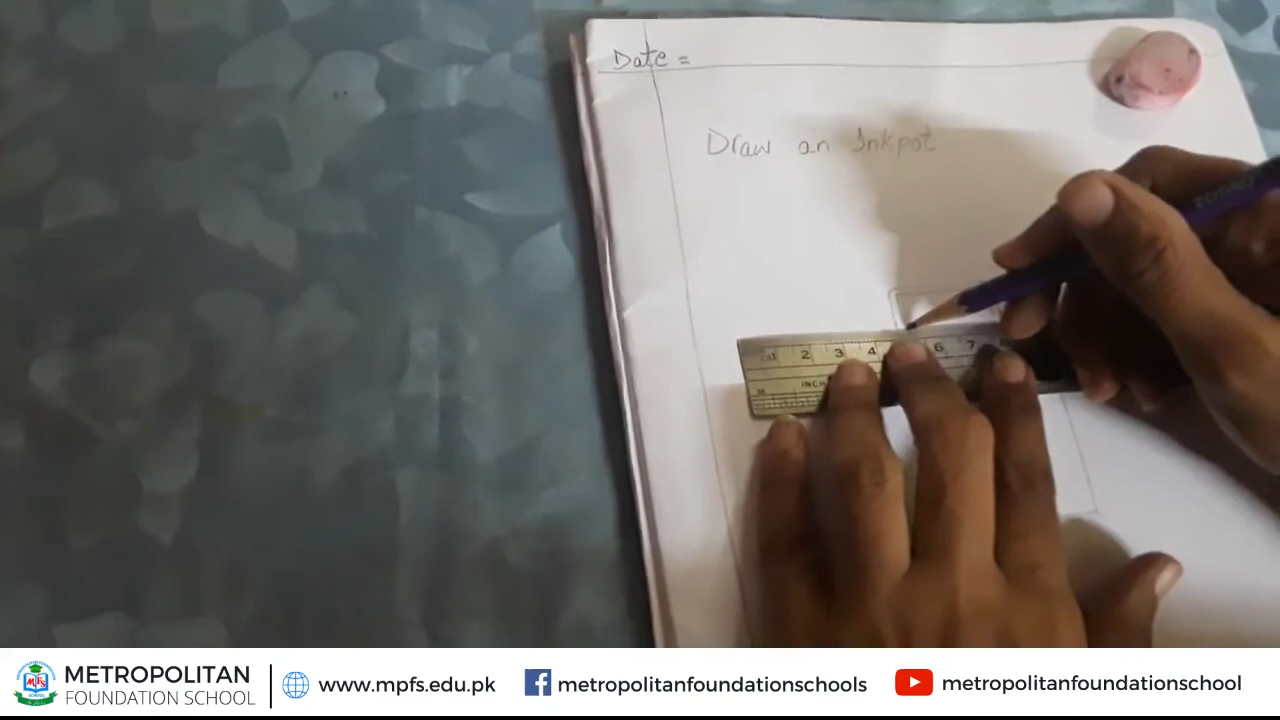 Date =
Draw an Inkpot
1 2 3 4 6 7
INCH
METROPOLITAN
FOUNDATION SCHOOL
www.mpfs.edu.pk
metropolitanfoundationschools
metropolitanfoundationschool